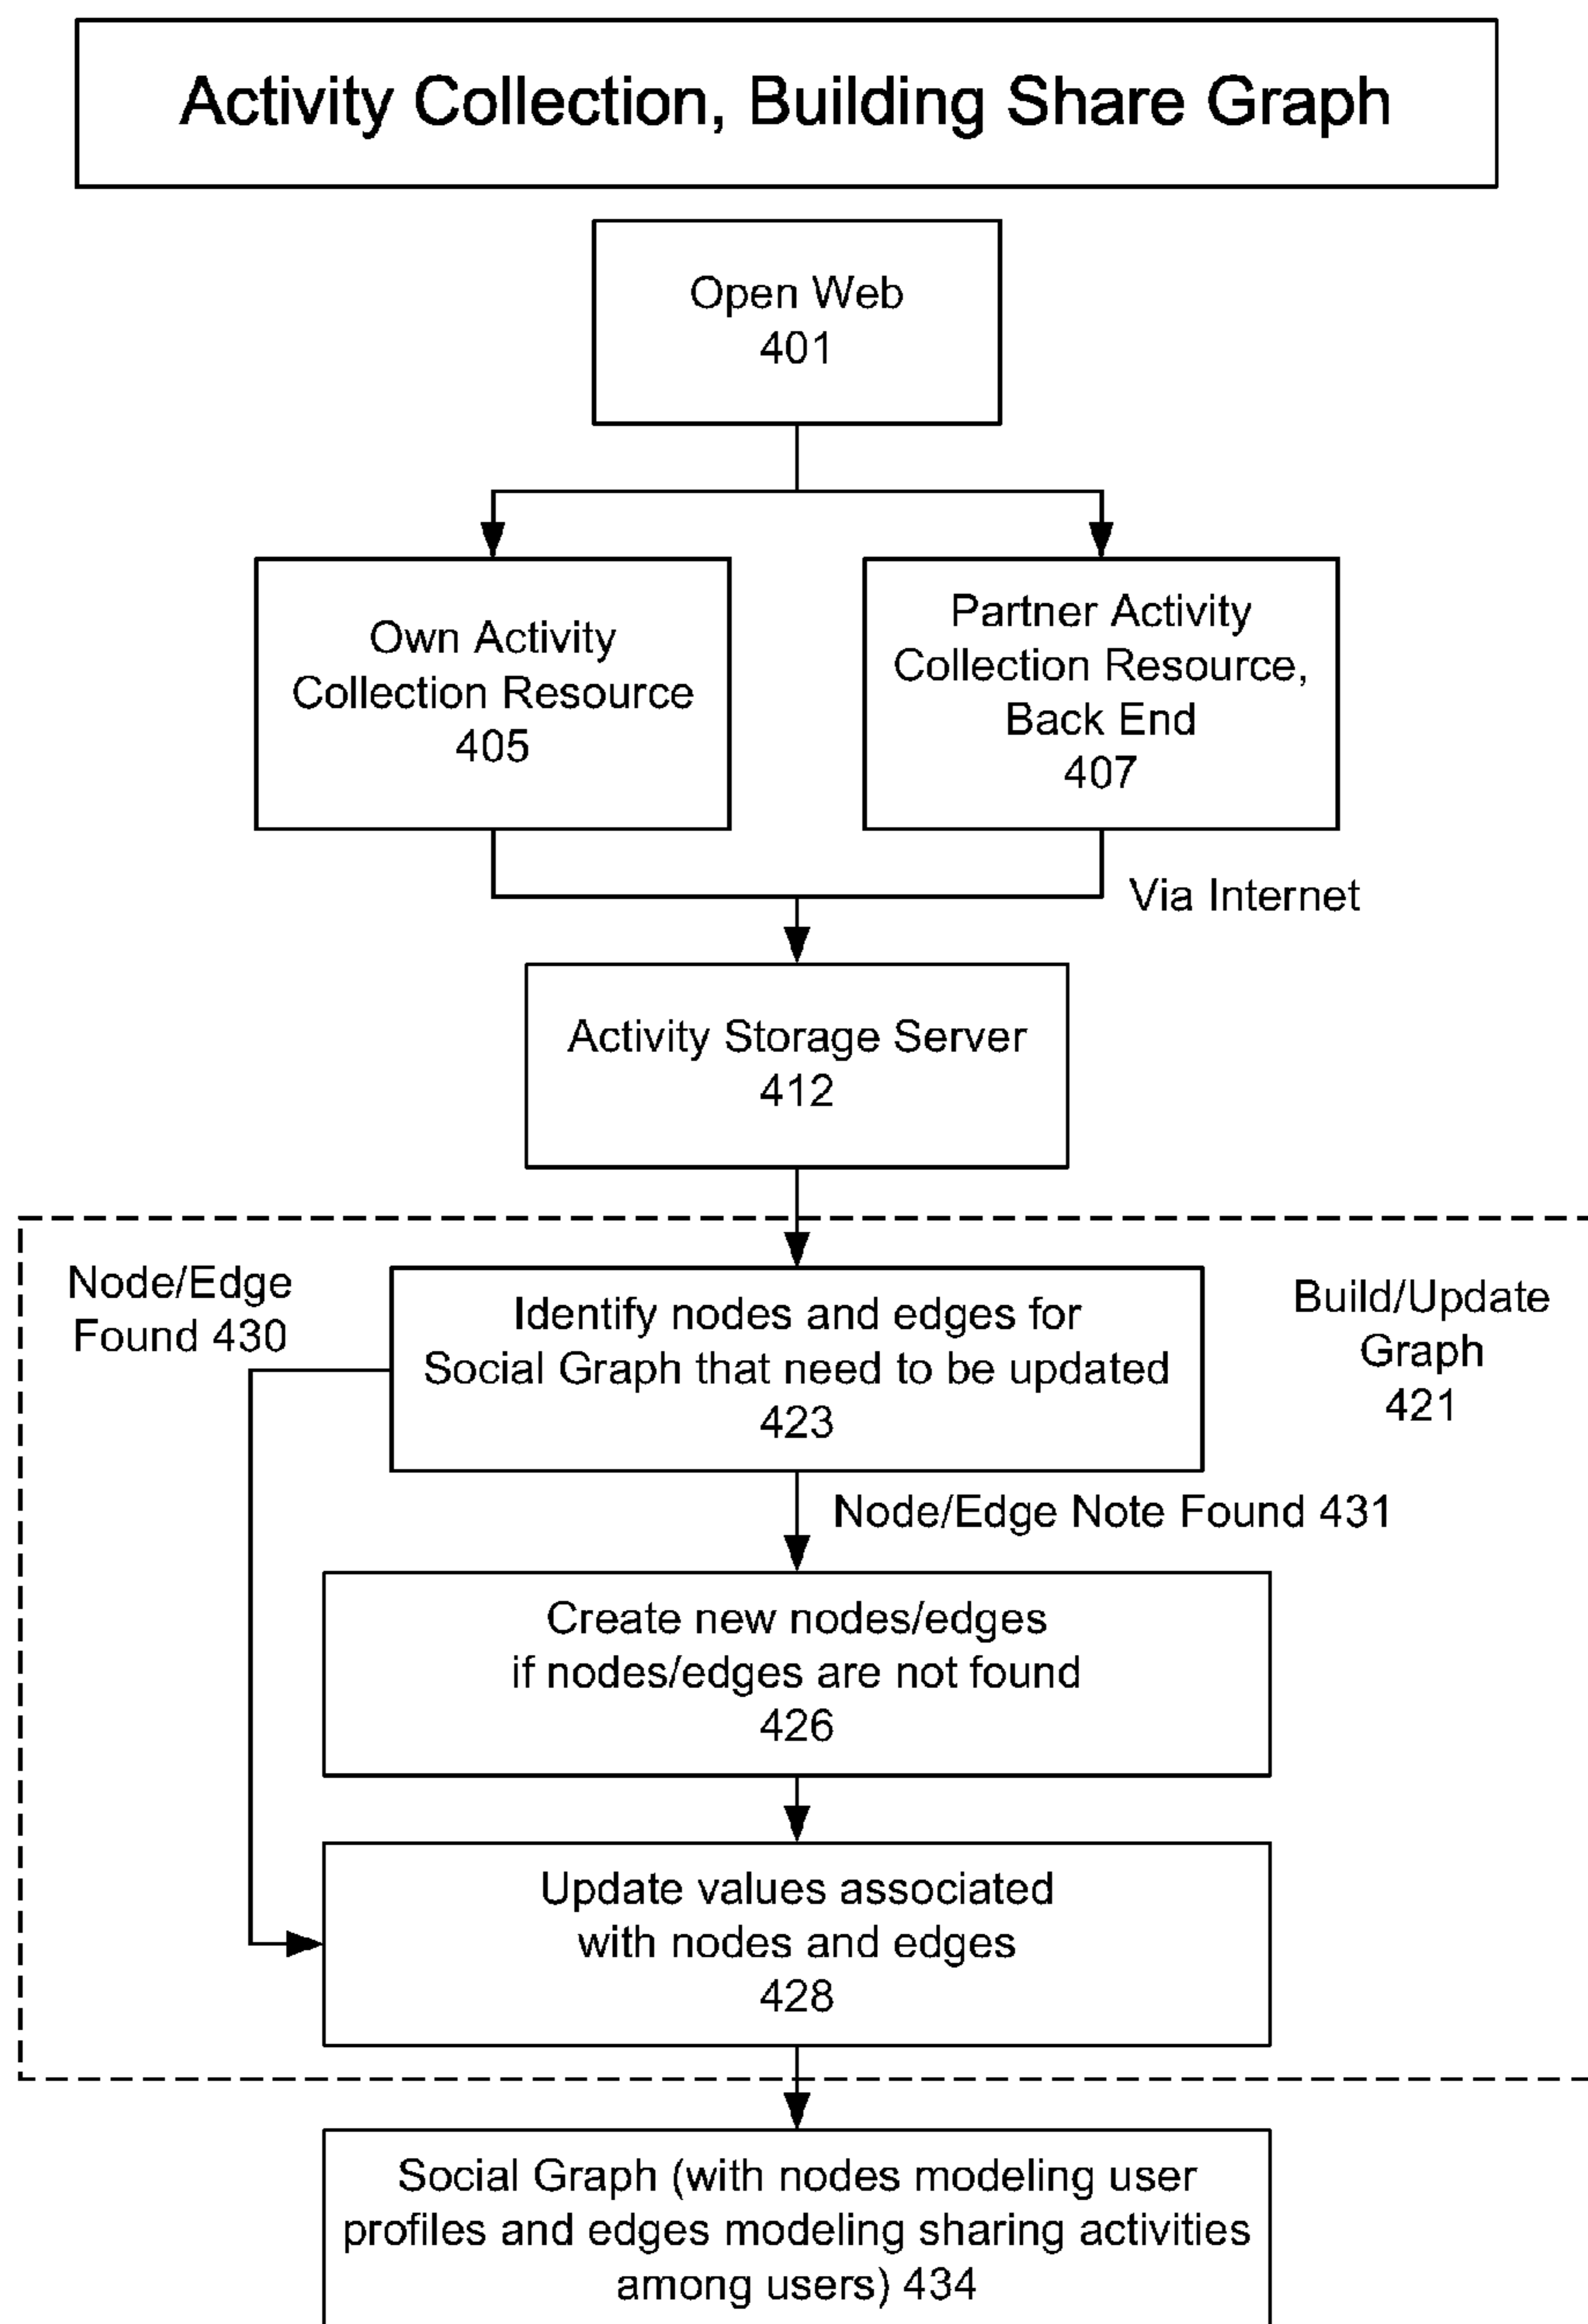 Activity Collection, Building Share Graph
Open Web
401
Own Activity
Collection Resource
405
Partner Activity
Collection Resource,
Back End
407
Via Internet
Activity Storage Server
412
Node/Edge
Found 430
Identify nodes and edges for
Social Graph that need to be updated
423
Build/Update
Graph
421
Node/Edge Note Found 431
Create new nodes/edges
if nodes/edges are not found
426
Update values associated
with nodes and edges
428
Social Graph (with nodes modeling user
profiles and edges modeling sharing activities
among users) 434